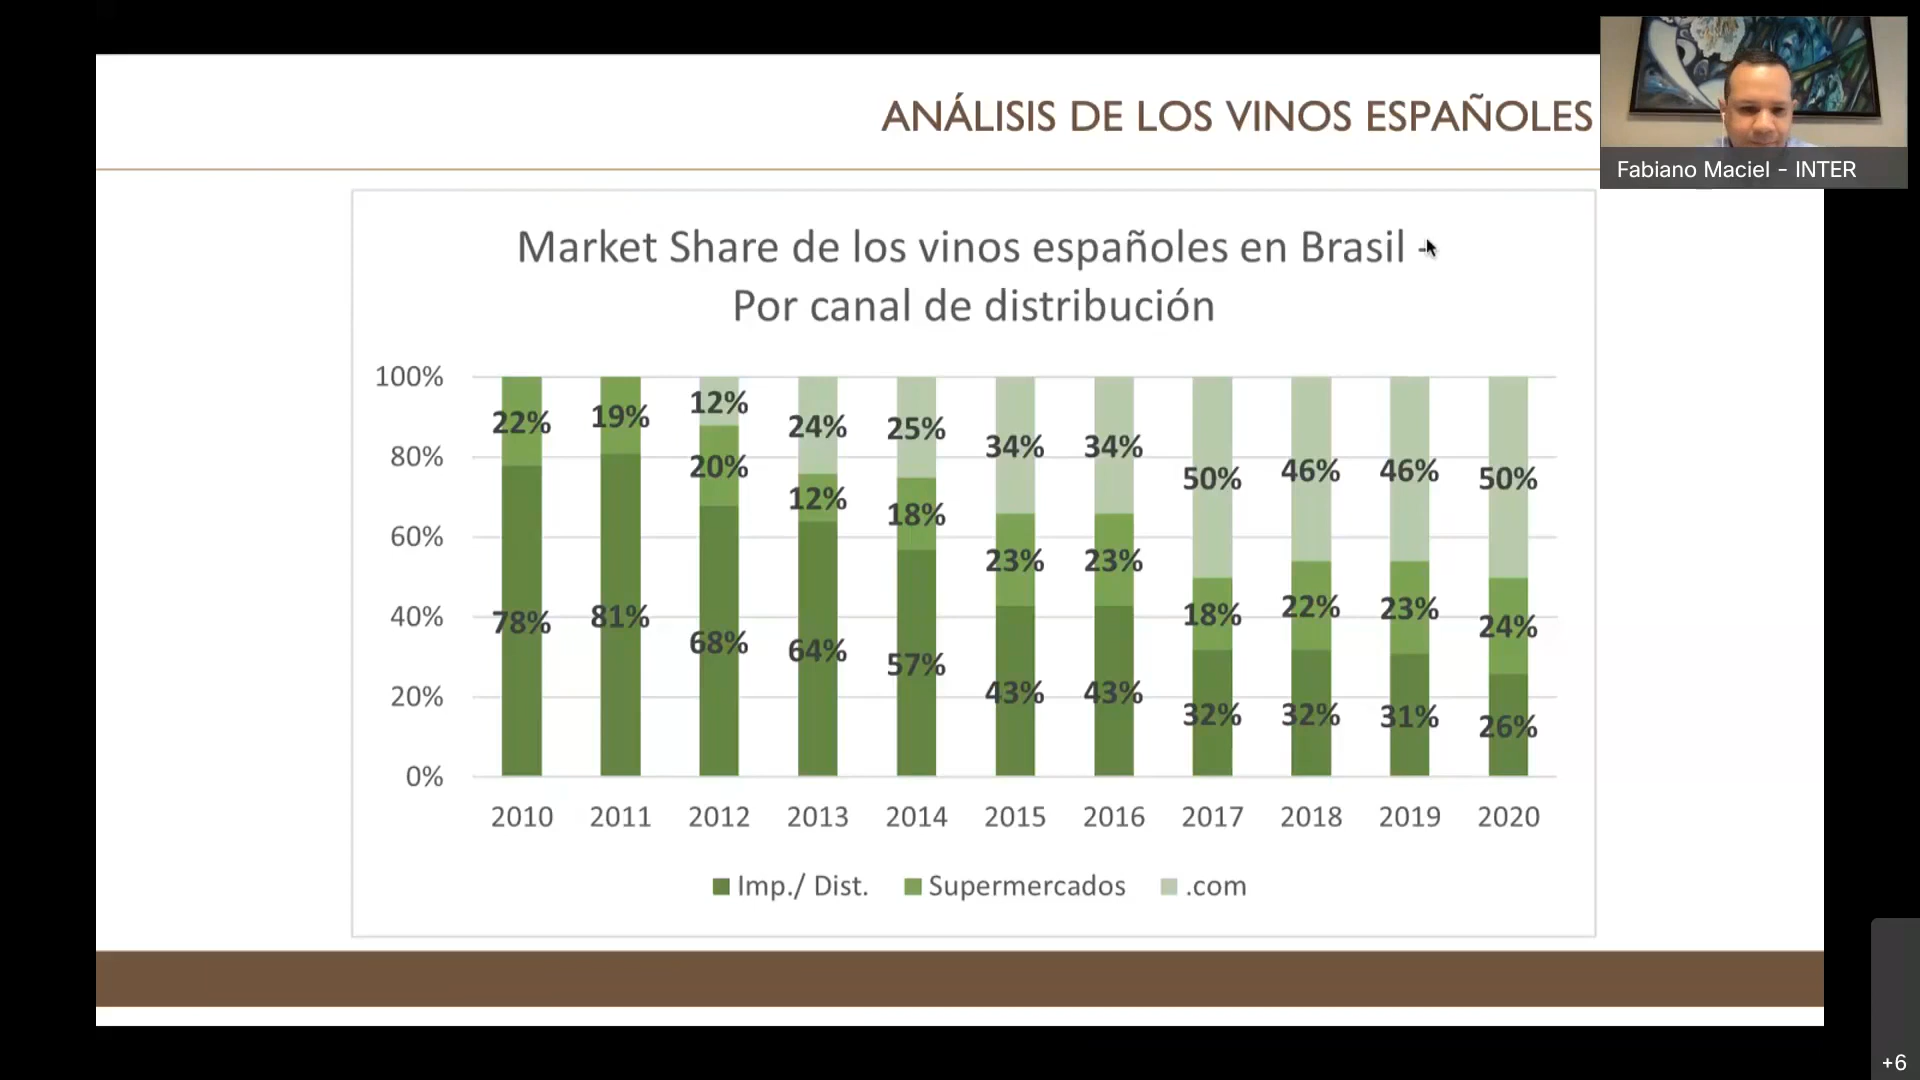 ANÁLISIS DE LOS VINOS ESPAÑOLES
Fabiano Maciel - INTER
Market Share de los vinos españoles en Brasil -
Por canal de distribución
100%
80%
60%
40%
20%
0%
22% 19% 12% 24% 25% 34% 34% 50% 46% 46% 50%
20% 12% 18% 23% 23% 18% 22% 23% 24%
78% 81% 68% 64% 57% 43% 43% 32% 32% 31% 26%
2010 2011 2012 2013 2014 2015 2016 2017 2018 2019 2020
Imp./ Dist. Supermercados .com
+6